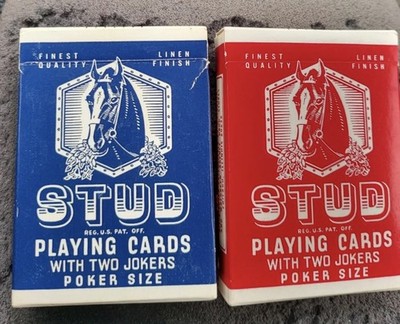 FINEST QUALITY
LINEN FINISH
STUD
REG. U.S. PAT. OFF.
PLAYING CARDS
WITH TWO JOKERS
POKER SIZE
FINEST QUALITY
LINEN FINISH
STUD
REG. U.S. PAT. OFF.
PLAYING CARDS
WITH TWO JOKERS
POKER SIZE